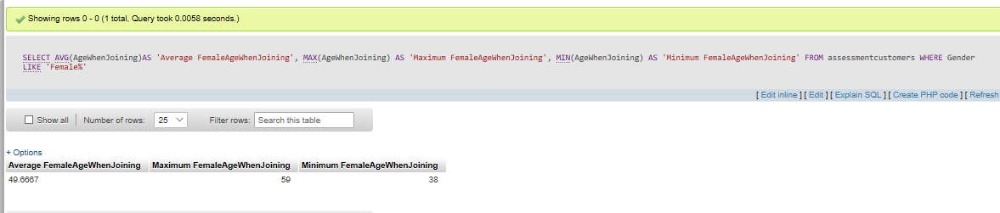 Showing rows 0 - 0 (1 total, Query took 0.0058 seconds.)
SELECT AVG(AgeWhenJoining)AS 'Average FemaleAgeWhenJoining', MAX(AgeWhenJoining) AS 'Maximum FemaleAgeWhenJoining', MIN(AgeWhenJoining) AS 'Minimum FemaleAgeWhenJoining' FROM assessmentcustomers WHERE Gender
LIKE 'Female%'
[ Edit inline ] [ Edit ] [ Explain SQL ] [ Create PHP code ] [ Refresh
Show all Number of rows: 25 Filter rows: Search this table
+ Options
Average FemaleAgeWhenJoining Maximum FemaleAgeWhenJoining Minimum FemaleAgeWhenJoining
49.6667 59 38